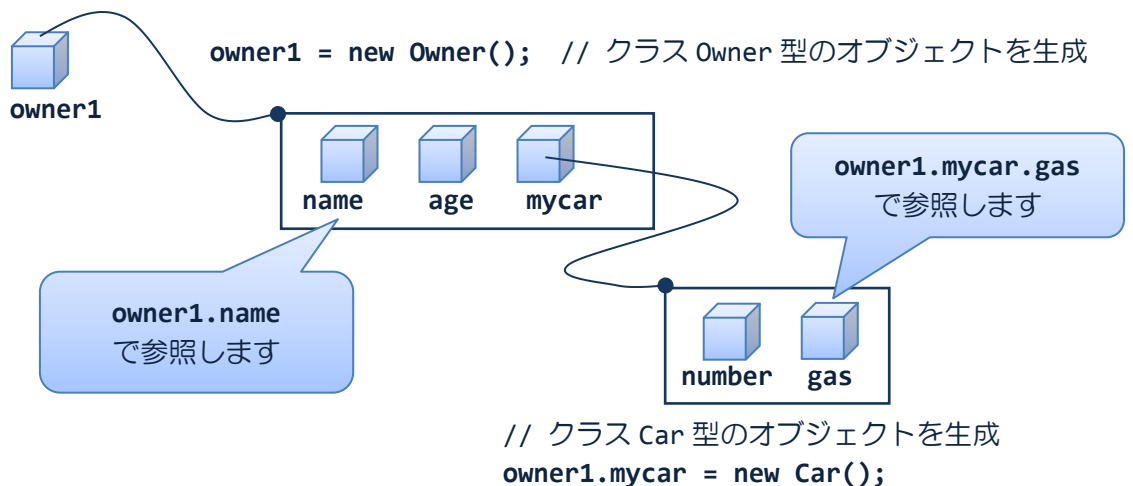 owner1 = new Owner(); // クラス Owner 型のオブジェクトを生成
owner1
name age mycar
owner1.mycar.gas
で参照します
owner1.name
で参照します
number gas
// クラス Car 型のオブジェクトを生成
owner1.mycar = new Car();